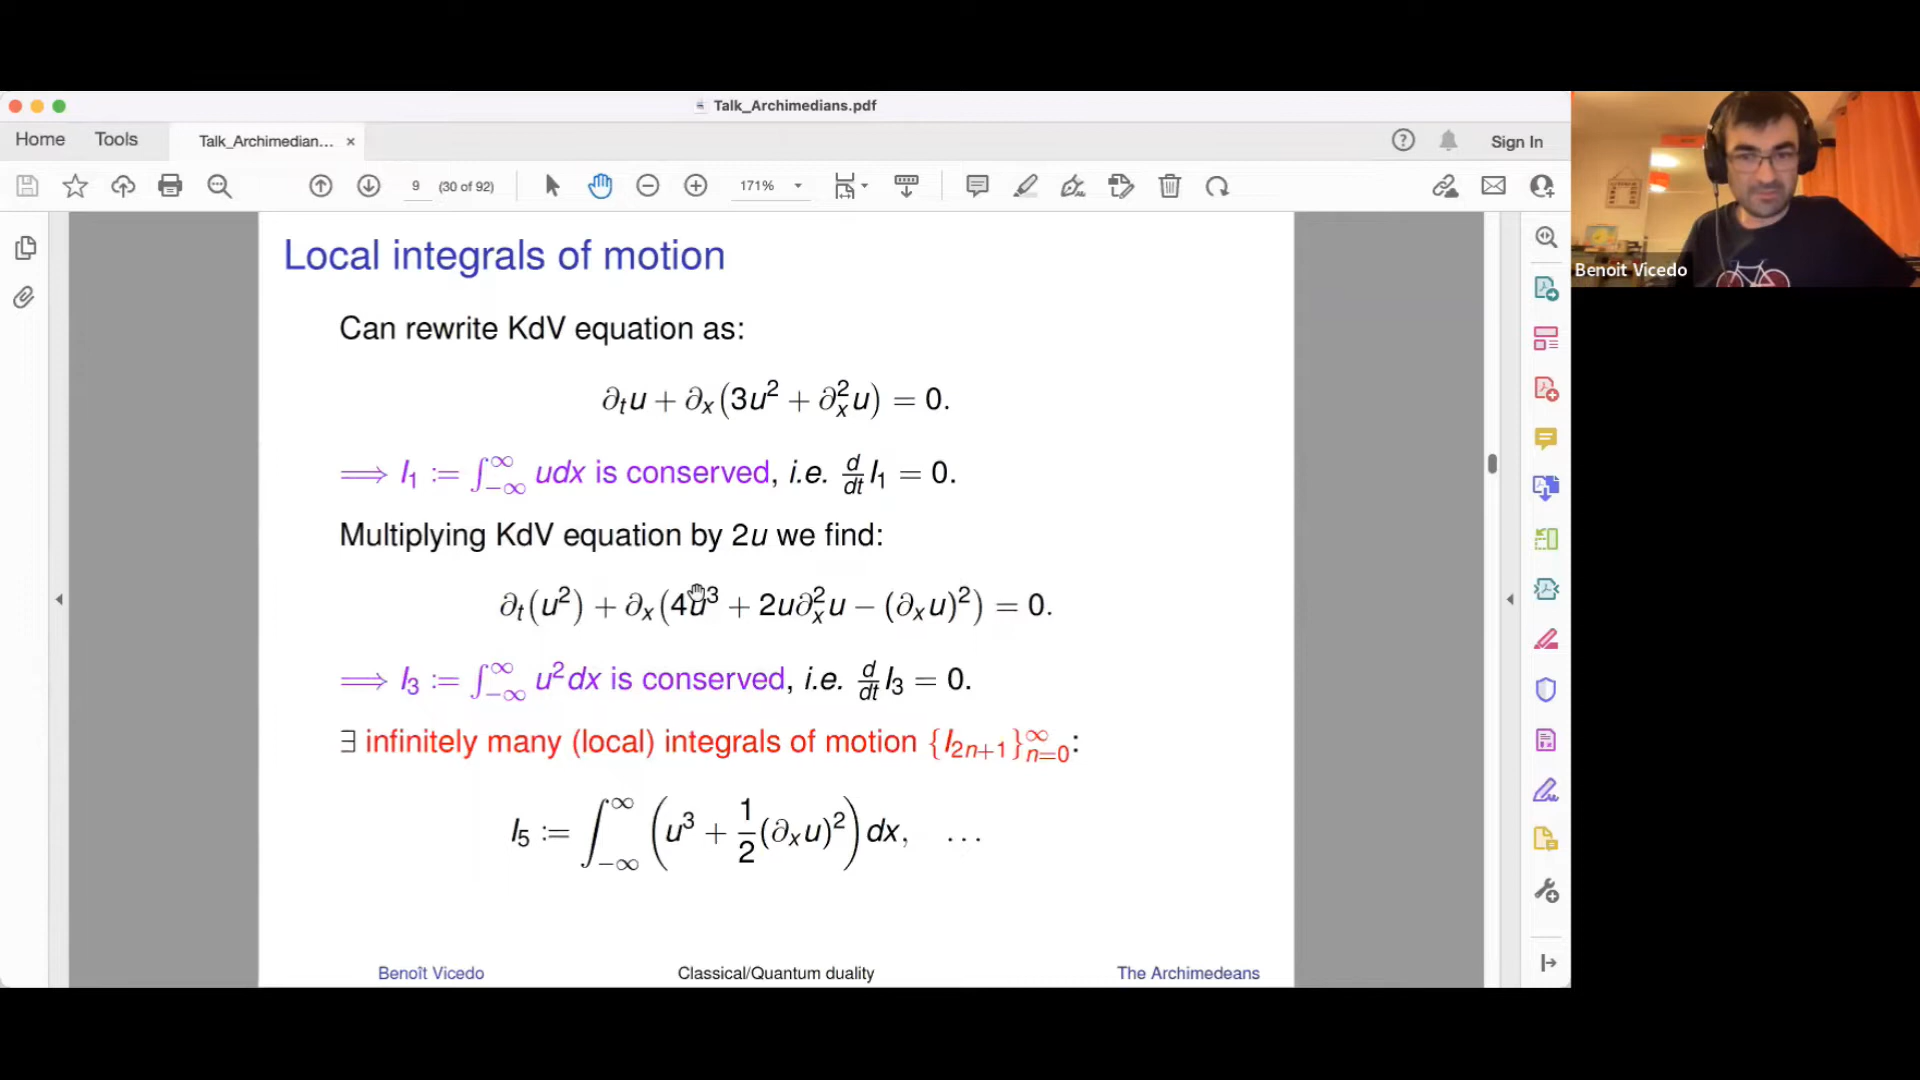 Talk_Archimedians.pdf
Home Tools Talk_Archimedian... × Sign In
9 (30 of 92) 171%
Benoit Vicedo
Local integrals of motion
Can rewrite KdV equation as:
∂ₜu + ∂ₓ(3u² + ∂ₓ²u) = 0.
⟹ I₁ := ∫_{-∞}^{∞} udx is conserved, i.e. d/dt I₁ = 0.
Multiplying KdV equation by 2u we find:
∂ₜ(u²) + ∂ₓ(4u³ + 2u∂ₓ²u − (∂ₓu)²) = 0.
⟹ I₃ := ∫_{-∞}^{∞} u²dx is conserved, i.e. d/dt I₃ = 0.
∃ infinitely many (local) integrals of motion {I_{2n+1}}_{n=0}^{∞}:
I₅ := ∫_{-∞}^{∞} (u³ + 1/2 (∂ₓu)²) dx, ...
Benoît Vicedo Classical/Quantum duality The Archimedeans